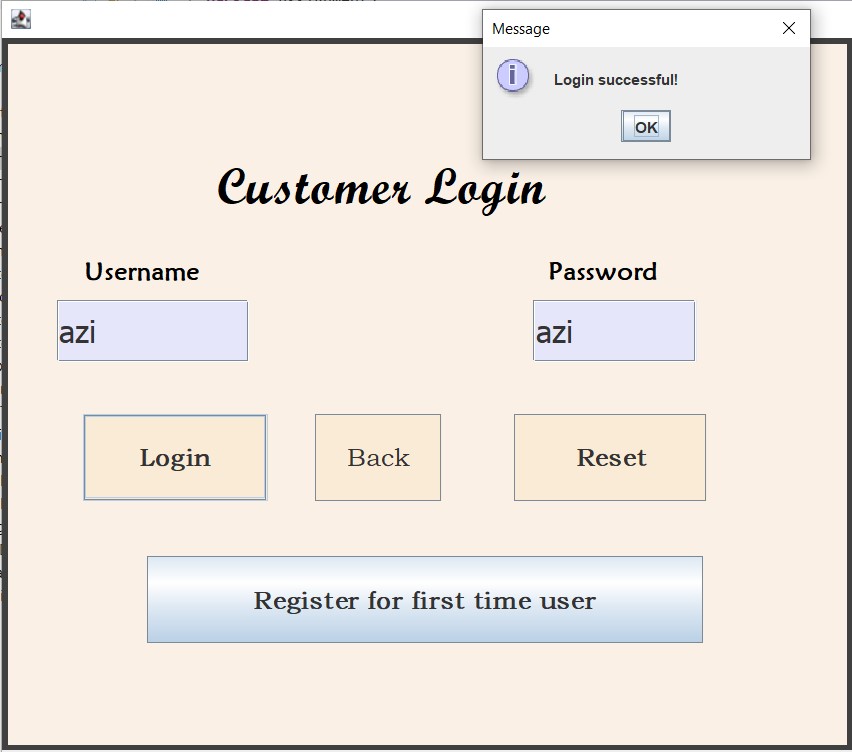 Message
Login successful!
OK
Customer Login
Username Password
azi azi
Login Back Reset
Register for first time user